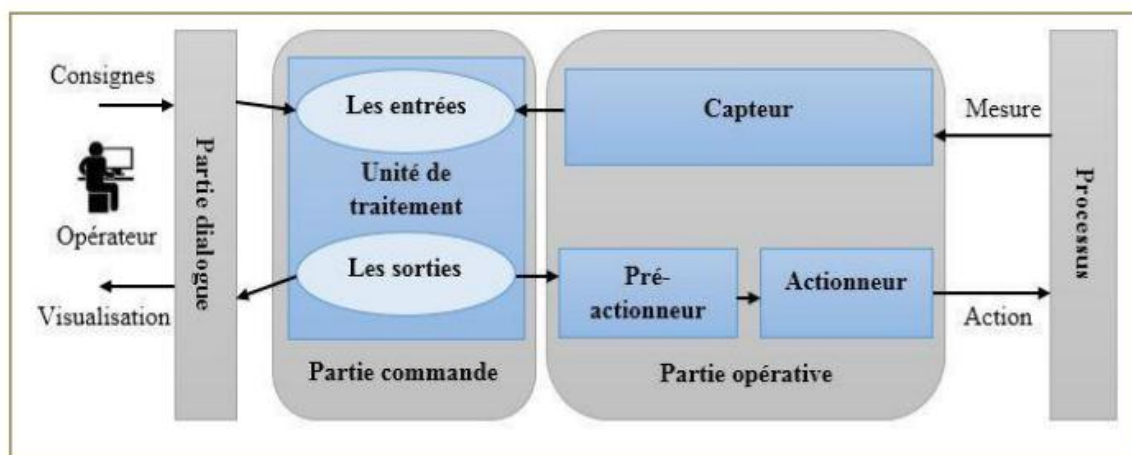 Consignes
Opérateur
Visualisation
Partie dialogue
Les entrées
Unité de
traitement
Les sorties
Partie commande
Capteur
Pré-
actionneur
Actionneur
Partie opérative
Mesure
Action
Processus